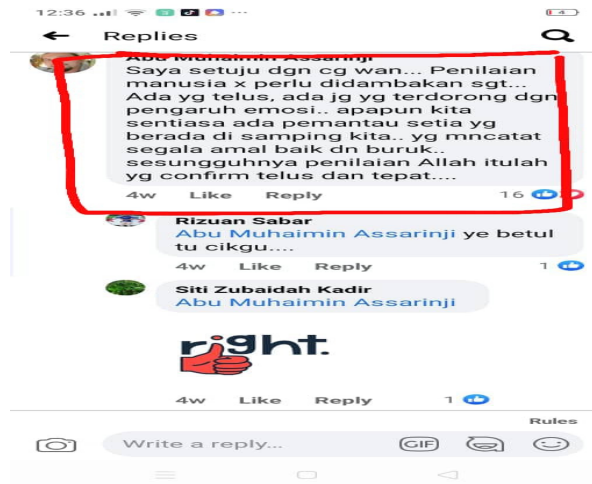 12:36
4
Replies
Abu Muhaimin Assarinji
Saya setuju dgn cg wan... Penilaian
manusia x perlu didambakan sgt...
Ada yg telus, ada jg yg terdorong dgn
pengaruh emosi.. apapun kita
sentiasa ada pemantau setia yg
berada di samping kita.. yg mncatat
segala amal baik dn buruk..
sesungguhnya penilaian Allah itulah
yg confirm telus dan tepat....
4w Like Reply 16
Rizuan Sabar
Abu Muhaimin Assarinji ye betul
tu cikgu....
4w Like Reply 1
Siti Zubaidah Kadir
Abu Muhaimin Assarinji
right.
4w Like Reply 1
Rules
Write a reply...
GIF